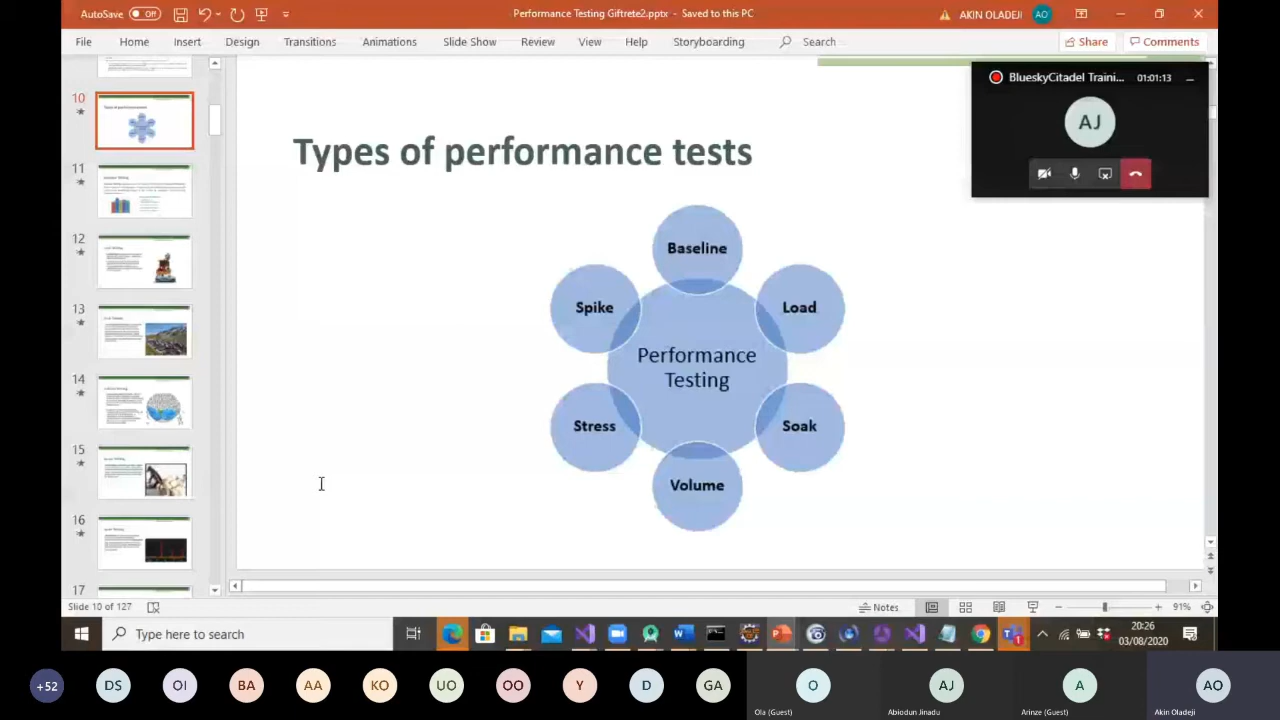 AutoSave Off
Performance Testing Giftrete2.pptx - Saved to this PC
AKIN OLADEJI
AO
File
Home
Insert
Design
Transitions
Animations
Slide Show
Review
View
Help
Storyboarding
Search
Share
Comments
BlueskyCitadel Traini...
01:01:13
AJ
10
11
12
13
14
15
16
17
Types of performance tests
Baseline
Spike
Load
Performance
Testing
Stress
Soak
Volume
Slide 10 of 127
Notes
91%
Type here to search
20:26
03/08/2020
+52
DS
OI
BA
AA
KO
UO
OO
Y
D
GA
O
AJ
A
AO
Ola (Guest)
Abiodun Jinadu
Arinze (Guest)
Akin Oladeji